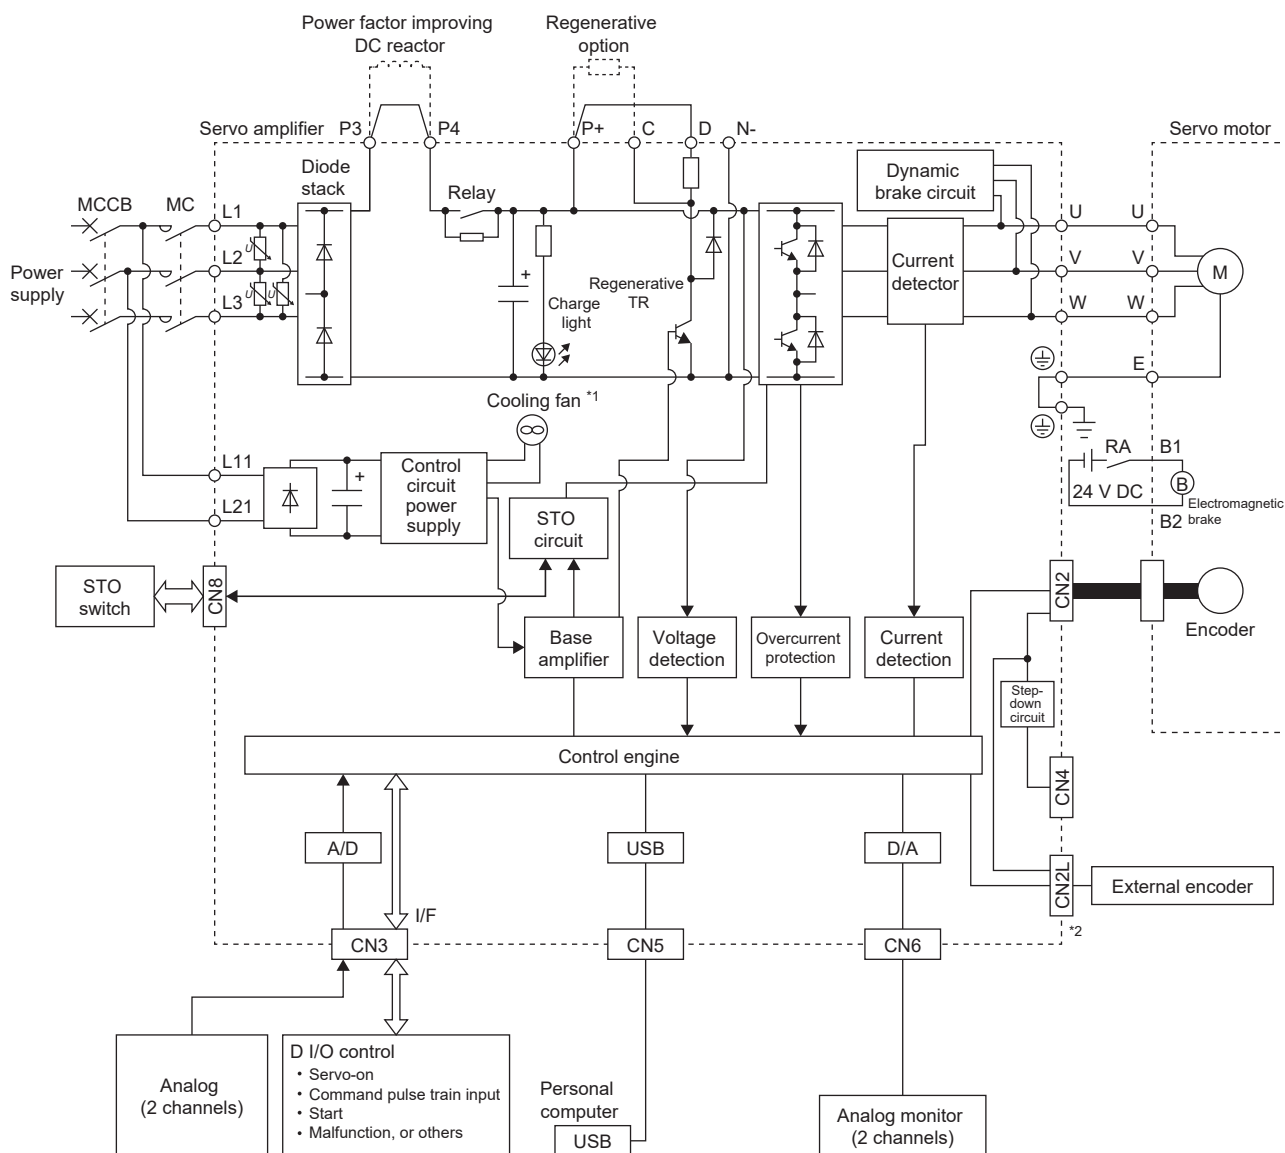 Power factor improving
DC reactor
Regenerative
option
Servo amplifier
P3
P4
P+
C
D
N-
Servo motor
Diode
stack
Relay
Dynamic
brake circuit
MCCB
MC
L1
U
U
U
Power
supply
L2
V
V
M
Current
detector
Regenerative
TR
L3
U
U
Charge
light
W
W
+
E
Cooling fan *1
RA
B1
L11
+
Control
circuit
power
supply
24 V DC
B
Electromagnetic
brake
B2
L21
STO
circuit
STO
switch
CN8
CN2
Encoder
Base
amplifier
Voltage
detection
Overcurrent
protection
Current
detection
Step-
down
circuit
Control engine
CN4
A/D
USB
D/A
CN2L
External encoder
*2
I/F
CN3
CN5
CN6
Analog
(2 channels)
D I/O control
・Servo-on
・Command pulse train input
・Start
・Malfunction, or others
Personal
computer
USB
Analog monitor
(2 channels)